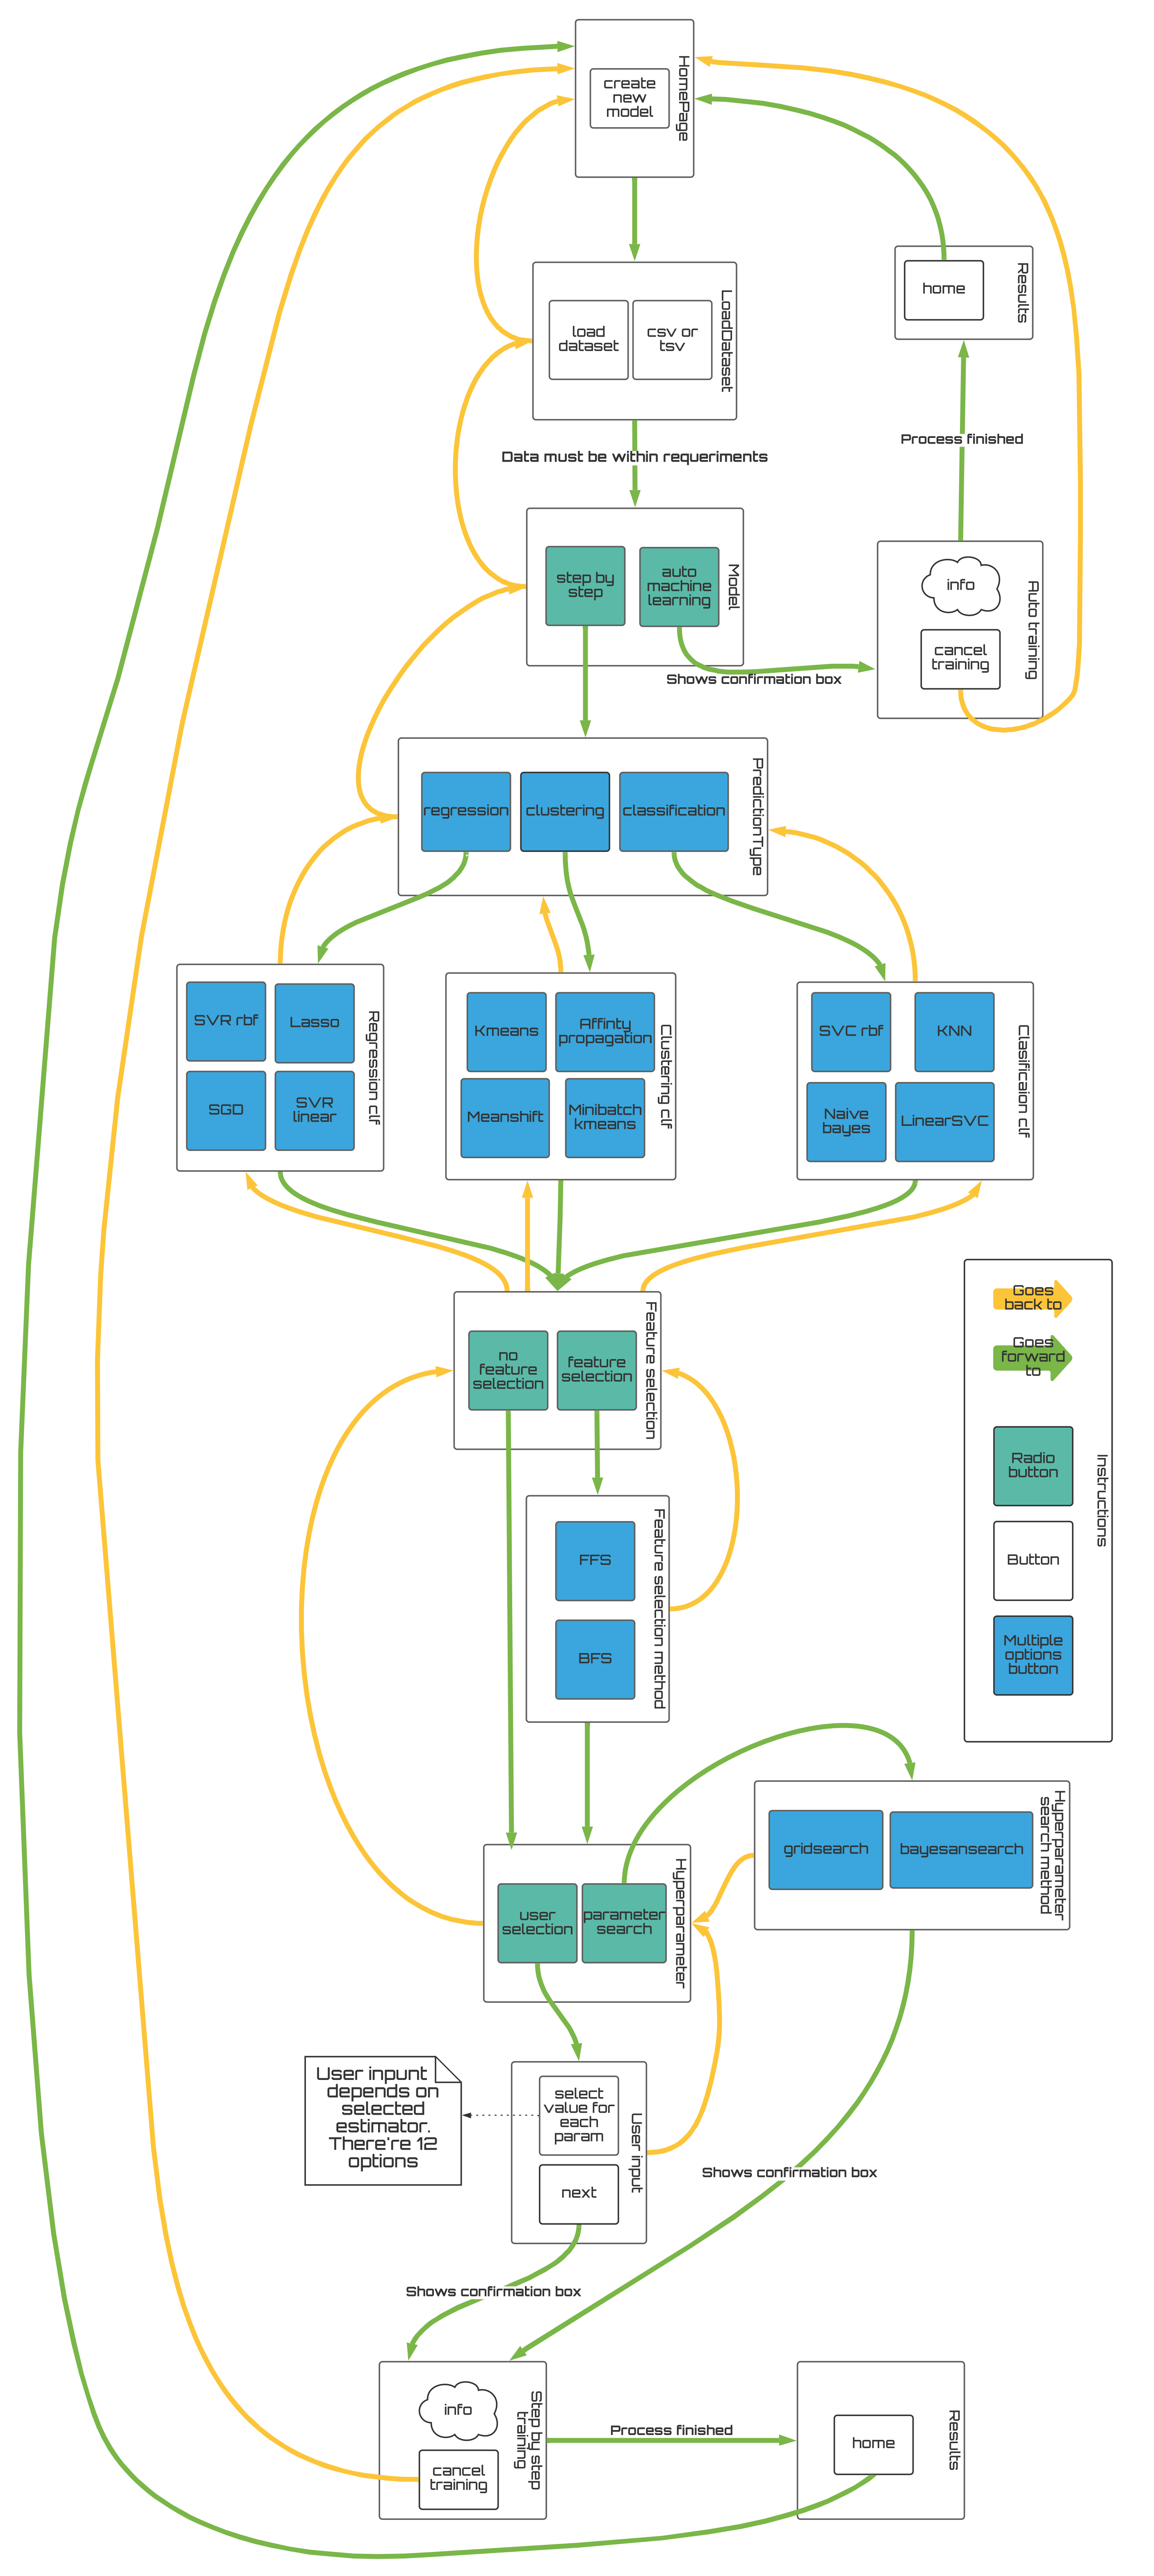 HomePage
create
new
model
Results
home
LoadDataset
load
dataset
csv or
tsv
Process finished
Data must be within requeriments
Model
step by
step
auto
machine
learning
Auto training
info
cancel
training
Shows confirmation box
PredictionType
regression
clustering
classification
Regression clf
SVR rbf
Lasso
SGD
SVR
linear
Clustering clf
Kmeans
Affinty
propagation
Meanshift
Minibatch
kmeans
Clasificaion clf
SVC rbf
KNN
Naive
bayes
LinearSVC
Feature selection
no
feature
selection
feature
selection
Instructions
Goes
back to
Goes
forward
to
Radio
button
Button
Multiple
options
button
Feature selection method
FFS
BFS
Hyperparameter
search method
gridsearch
bayesansearch
Hyperparameter
user
selection
parameter
search
User input
select
value for
each
param
next
User inpunt
depends on
selected
estimator.
There're 12
options
Shows confirmation box
Shows confirmation box
Step by step
training
info
cancel
training
Process finished
Results
home